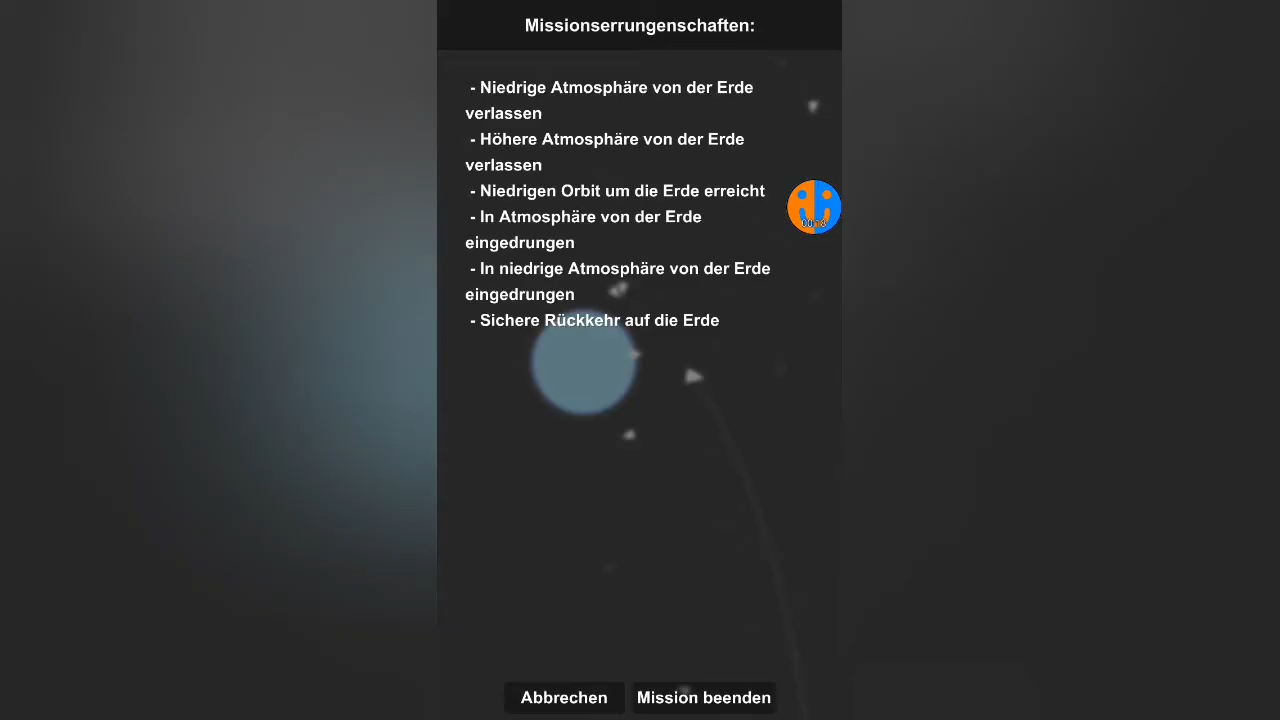 Missionserrungenschaften:
- Niedrige Atmosphäre von der Erde
verlassen
- Höhere Atmosphäre von der Erde
verlassen
- Niedrigen Orbit um die Erde erreicht
- In Atmosphäre von der Erde
eingedrungen
- In niedrige Atmosphäre von der Erde
eingedrungen
- Sichere Rückkehr auf die Erde
Abbrechen Mission beenden